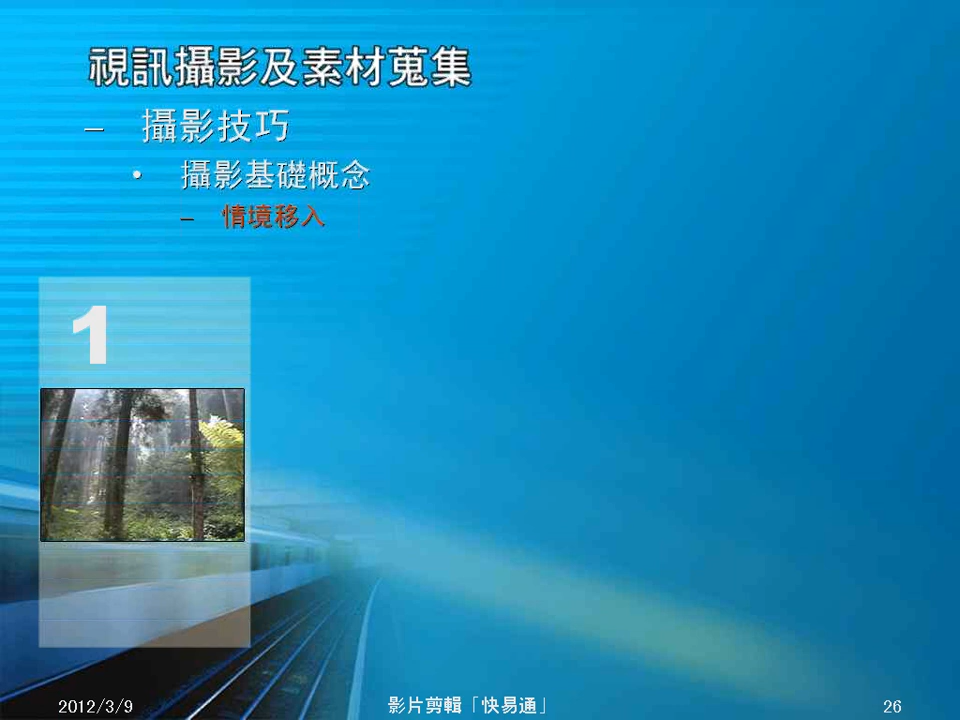 視訊攝影及素材蒐集
– 攝影技巧
• 攝影基礎概念
– 情境移入
1
2012/3/9
影片剪輯「快易通」
26